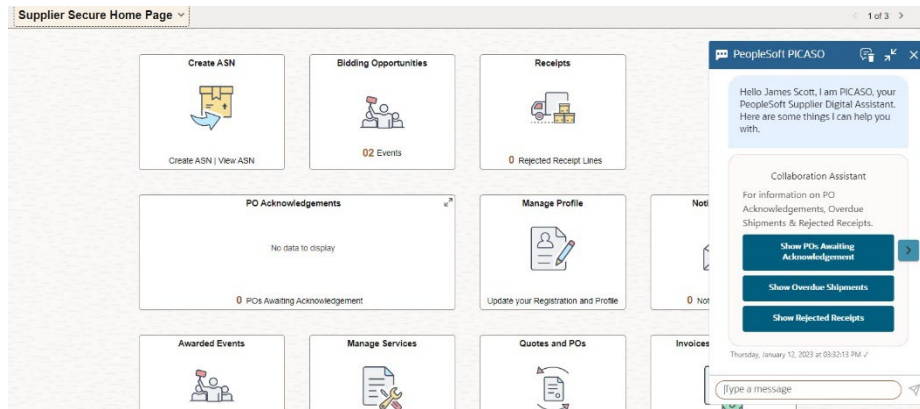 Supplier Secure Home Page
1 of 3
Create ASN
Create ASN | View ASN
Bidding Opportunities
02 Events
Receipts
0 Rejected Receipt Lines
PO Acknowledgements
No data to display
0 POs Awaiting Acknowledgement
Manage Profile
Update your Registration and Profile
Noti
0 Not
Awarded Events
Manage Services
Quotes and POs
Invoices
PeopleSoft PICASO
Hello James Scott, I am PICASO, your
PeopleSoft Supplier Digital Assistant.
Here are some things I can help you
with.
Collaboration Assistant
For information on PO
Acknowledgements, Overdue
Shipments & Rejected Receipts.
Show POs Awaiting
Acknowledgement
Show Overdue Shipments
Show Rejected Receipts
Thursday, January 12, 2023 at 03:32:13 PM
Type a message